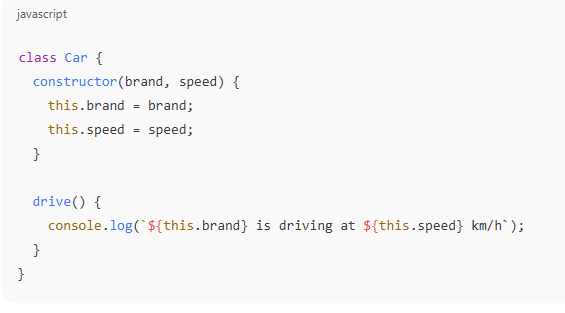 javascript
class Car {
  constructor(brand, speed) {
    this.brand = brand;
    this.speed = speed;
  }
  drive() {
    console.log(`${this.brand} is driving at ${this.speed} km/h`);
  }
}